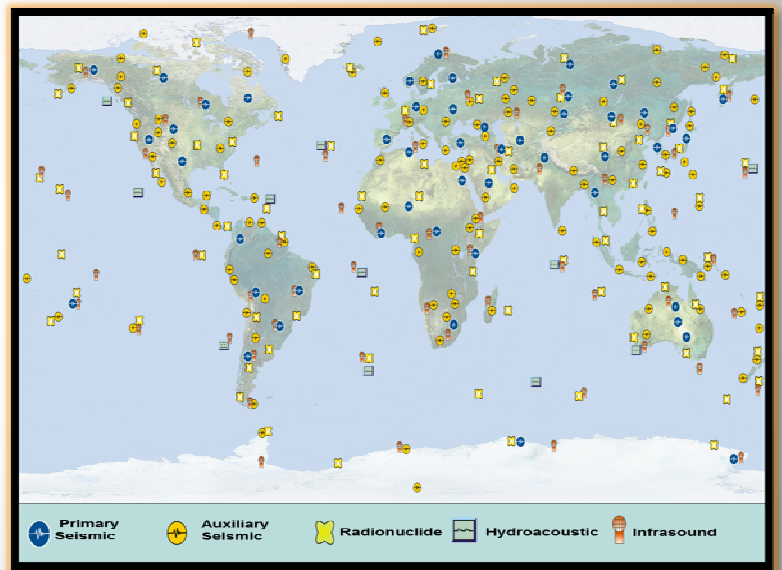 Primary
Seismic
Auxiliary
Seismic
Radionuclide
Hydroacoustic
Infrasound